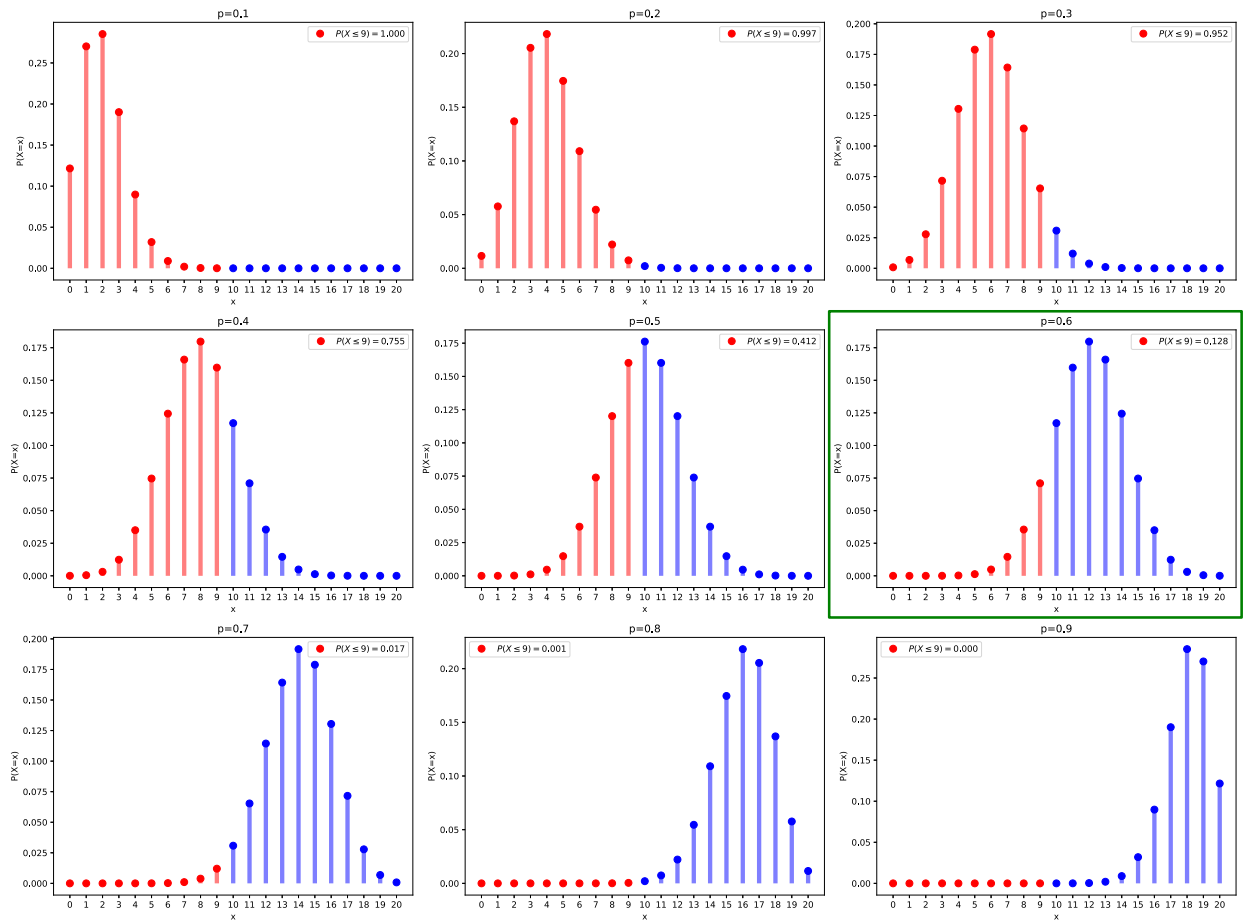 p=0.1
P(X ≤ 9) = 1.000
P(X=x)
0.25
0.20
0.15
0.10
0.05
0.00
0 1 2 3 4 5 6 7 8 9 10 11 12 13 14 15 16 17 18 19 20
x
p=0.2
P(X ≤ 9) = 0.997
P(X=x)
0.20
0.15
0.10
0.05
0.00
0 1 2 3 4 5 6 7 8 9 10 11 12 13 14 15 16 17 18 19 20
x
p=0.3
P(X ≤ 9) = 0.952
P(X=x)
0.200
0.175
0.150
0.125
0.100
0.075
0.050
0.025
0.000
0 1 2 3 4 5 6 7 8 9 10 11 12 13 14 15 16 17 18 19 20
x
p=0.4
P(X ≤ 9) = 0.755
P(X=x)
0.175
0.150
0.125
0.100
0.075
0.050
0.025
0.000
0 1 2 3 4 5 6 7 8 9 10 11 12 13 14 15 16 17 18 19 20
x
p=0.5
P(X ≤ 9) = 0.412
P(X=x)
0.175
0.150
0.125
0.100
0.075
0.050
0.025
0.000
0 1 2 3 4 5 6 7 8 9 10 11 12 13 14 15 16 17 18 19 20
x
p=0.6
P(X ≤ 9) = 0.128
P(X=x)
0.175
0.150
0.125
0.100
0.075
0.050
0.025
0.000
0 1 2 3 4 5 6 7 8 9 10 11 12 13 14 15 16 17 18 19 20
x
p=0.7
P(X ≤ 9) = 0.017
P(X=x)
0.200
0.175
0.150
0.125
0.100
0.075
0.050
0.025
0.000
0 1 2 3 4 5 6 7 8 9 10 11 12 13 14 15 16 17 18 19 20
x
p=0.8
P(X ≤ 9) = 0.001
P(X=x)
0.20
0.15
0.10
0.05
0.00
0 1 2 3 4 5 6 7 8 9 10 11 12 13 14 15 16 17 18 19 20
x
p=0.9
P(X ≤ 9) = 0.000
P(X=x)
0.25
0.20
0.15
0.10
0.05
0.00
0 1 2 3 4 5 6 7 8 9 10 11 12 13 14 15 16 17 18 19 20
x